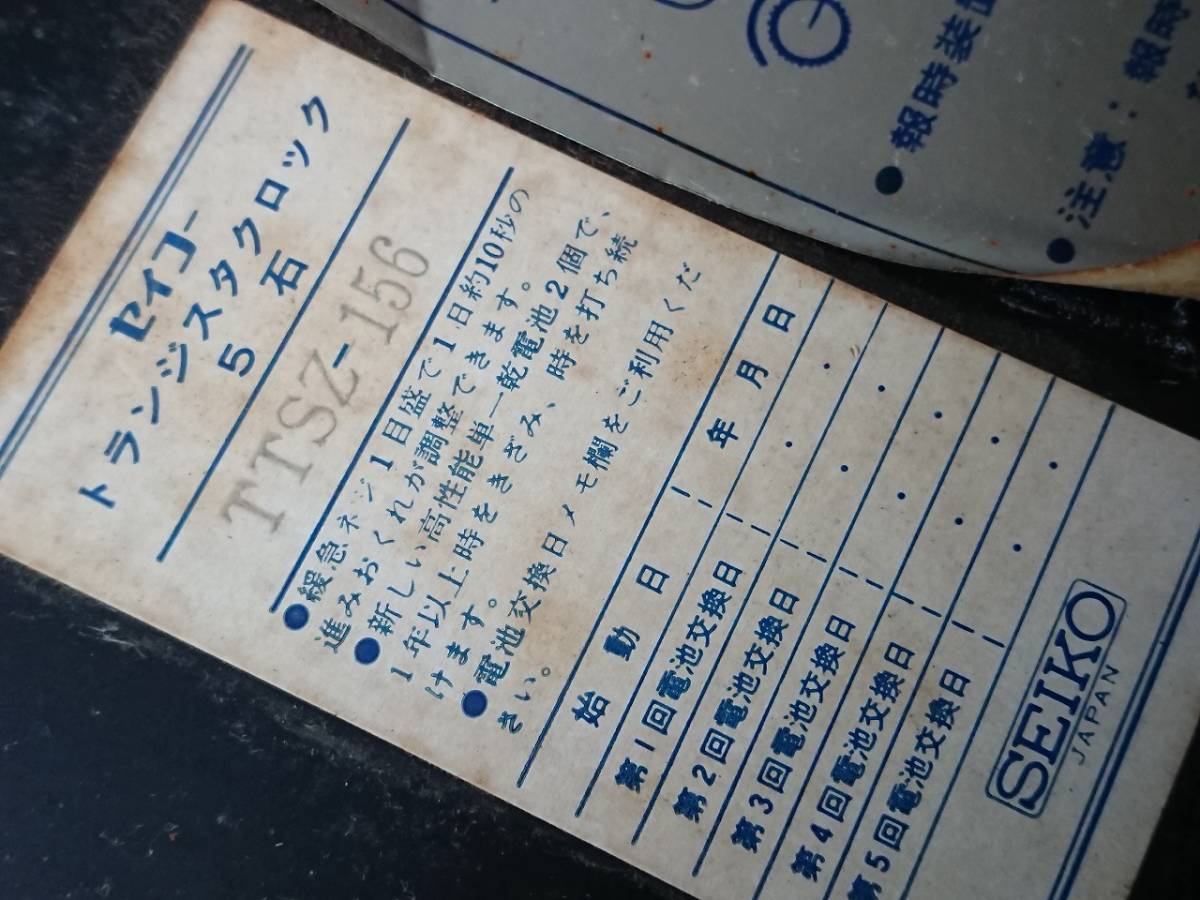 セイコー
トランジスタクロック
5石
TTSZ-156
●緩急ネジ1目盛で1日約10秒の
進みおくれが調整できます。
●新しい高性能単一乾電池2個で、
1年以上時をきざみ、時を打ち続
けます。
●電池交換日メモ欄をご利用くだ
さい。
始動日 年 月 日
第1回電池交換日 ・ ・
第2回電池交換日 ・ ・
第3回電池交換日 ・ ・
第4回電池交換日 ・ ・
第5回電池交換日 ・ ・
SEIKO
JAPAN
●報時装
●注意：報時